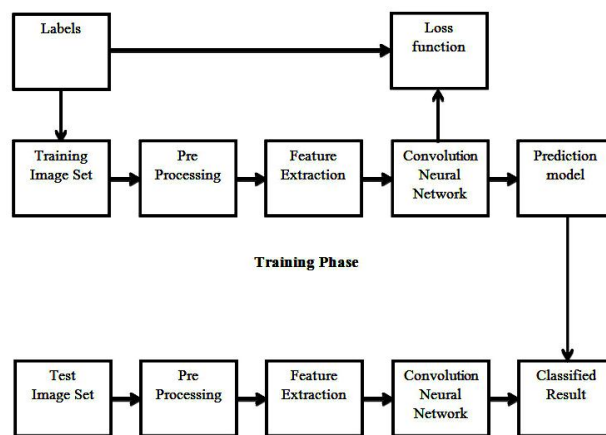 Labels
Loss
function
Training
Image Set
Pre
Processing
Feature
Extraction
Convolution
Neural
Network
Prediction
model
Training Phase
Test
Image Set
Pre
Processing
Feature
Extraction
Convolution
Neural
Network
Classified
Result